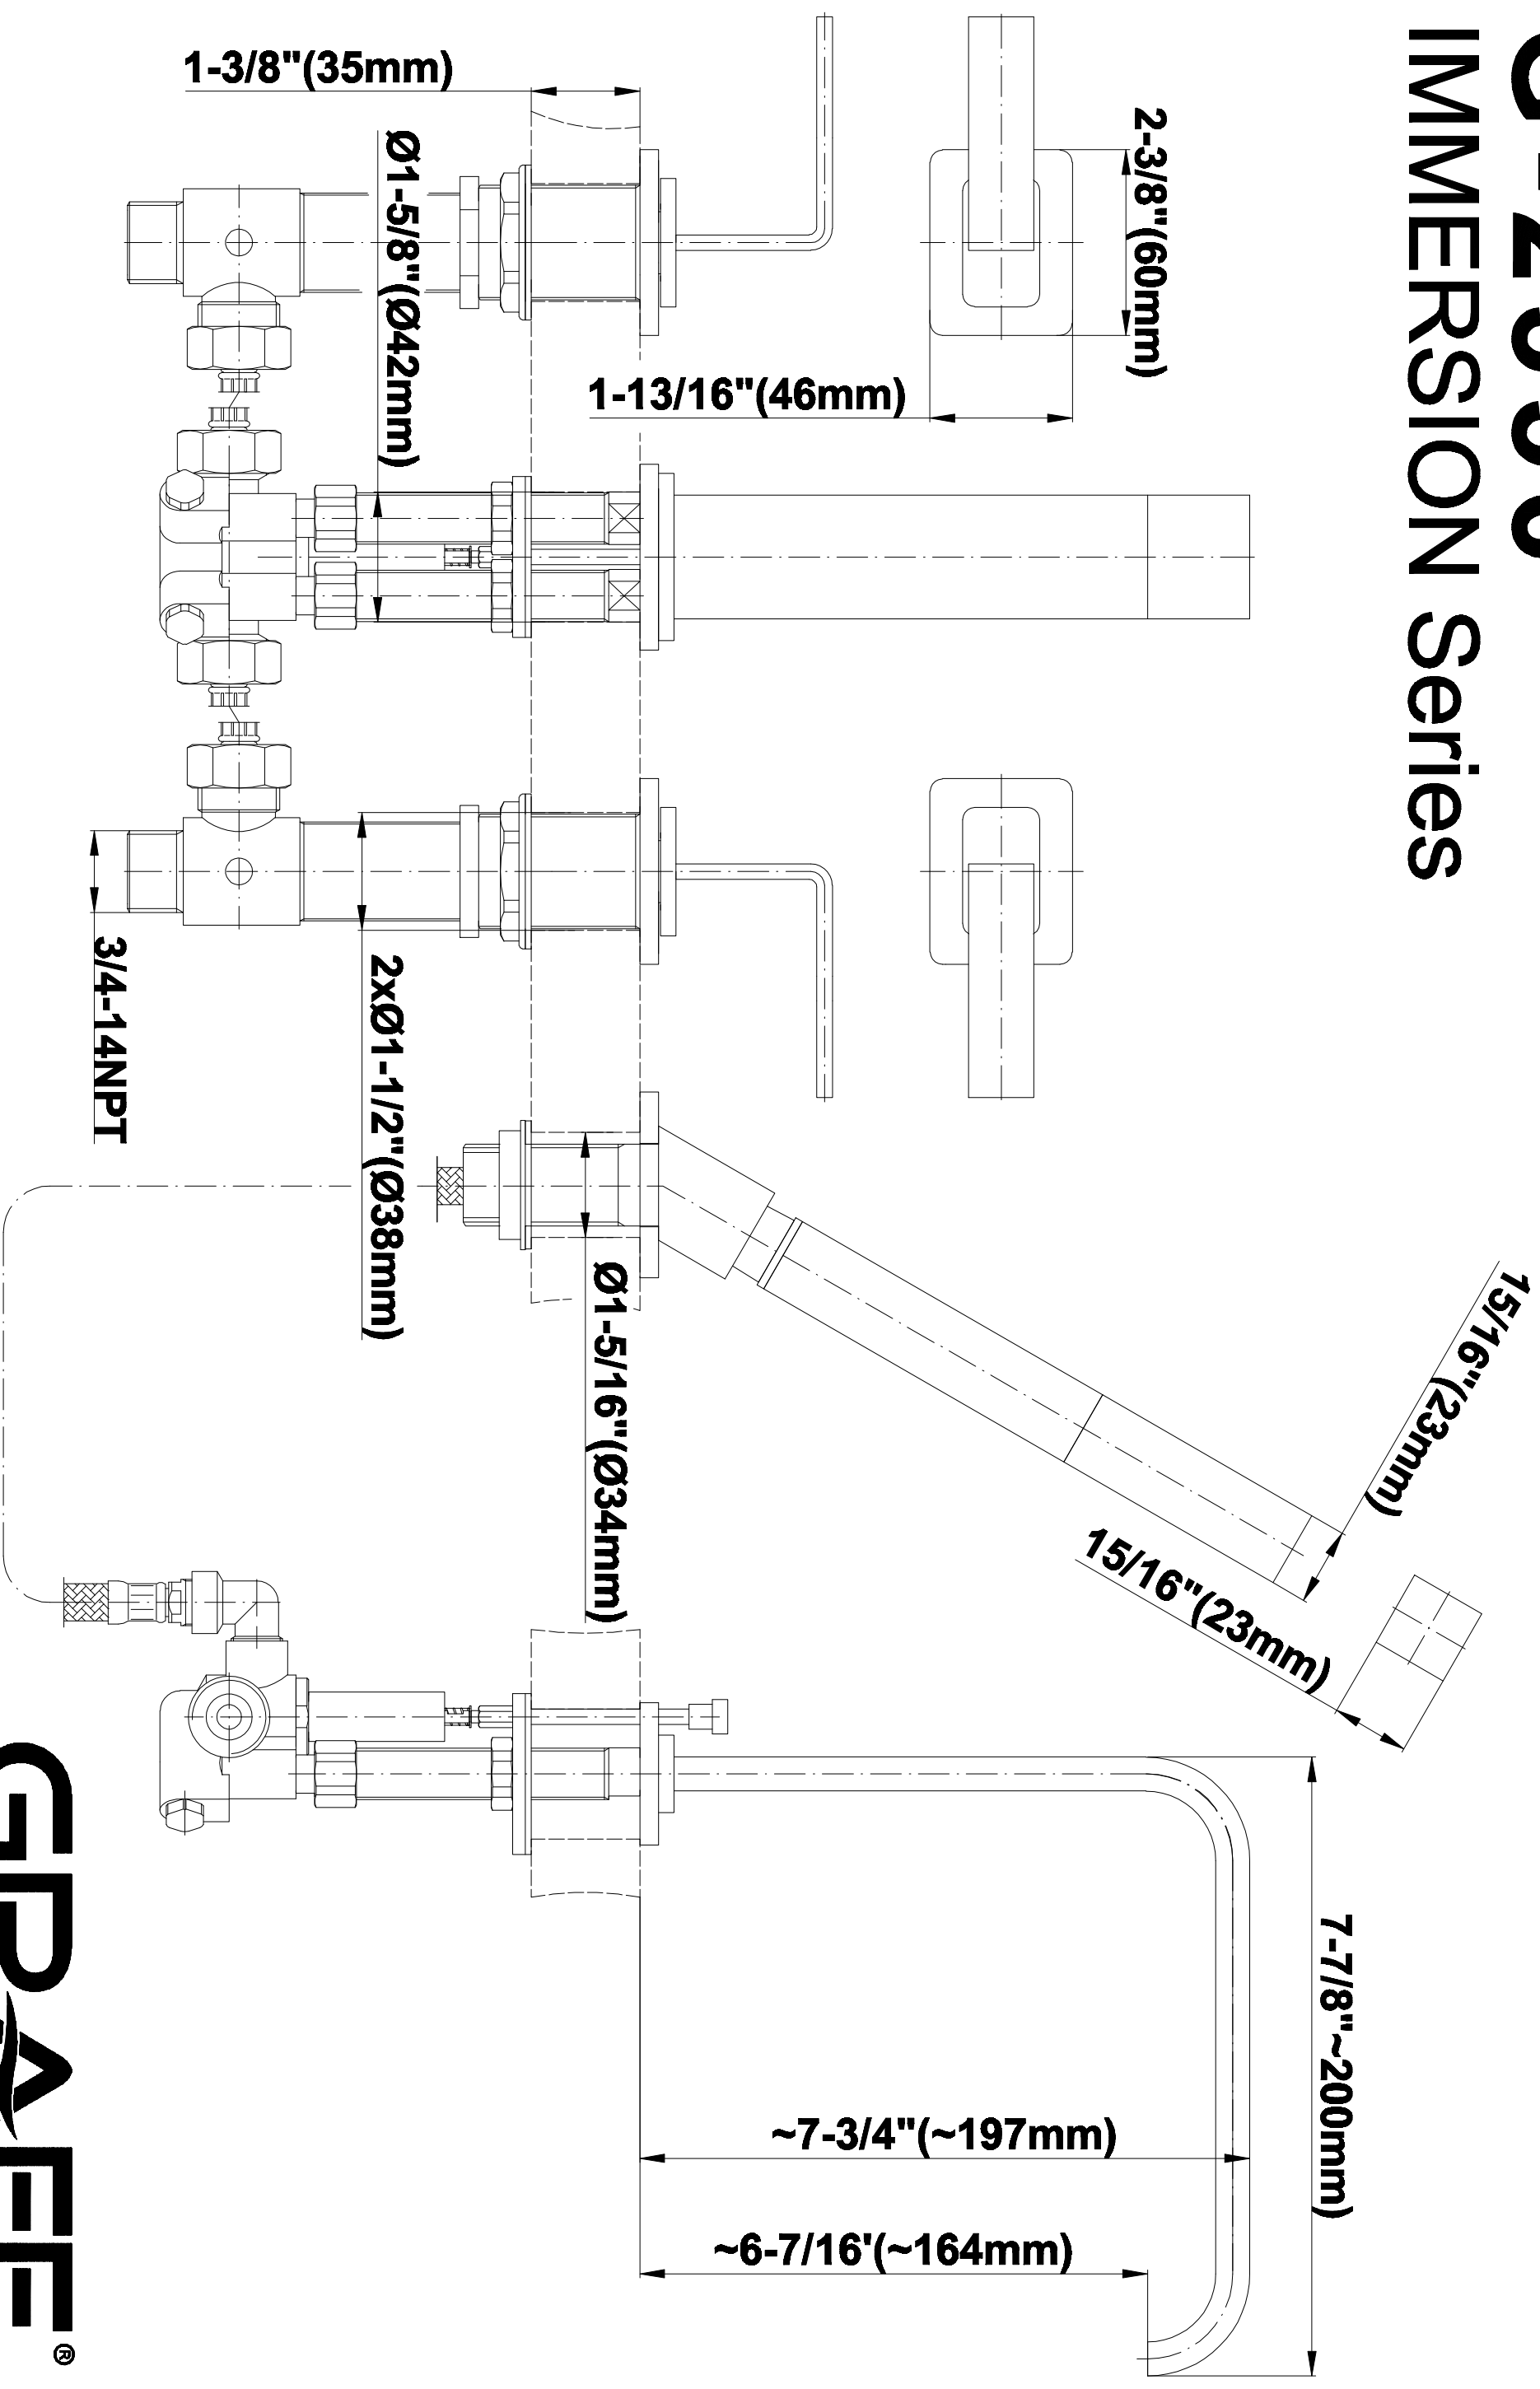 IMMERSION Series
2-3/8"(60mm)
1-13/16"(46mm)
1-3/8"(35mm)
Ø1-5/8"(Ø42mm)
2xØ1-1/2"(Ø38mm)
3/4-14NPT
Ø1-5/16"(Ø34mm)
15/16"(23mm)
15/16"(23mm)
7-7/8"~200mm)
~7-3/4"(~197mm)
~6-7/16'(~164mm)
GRAFF®